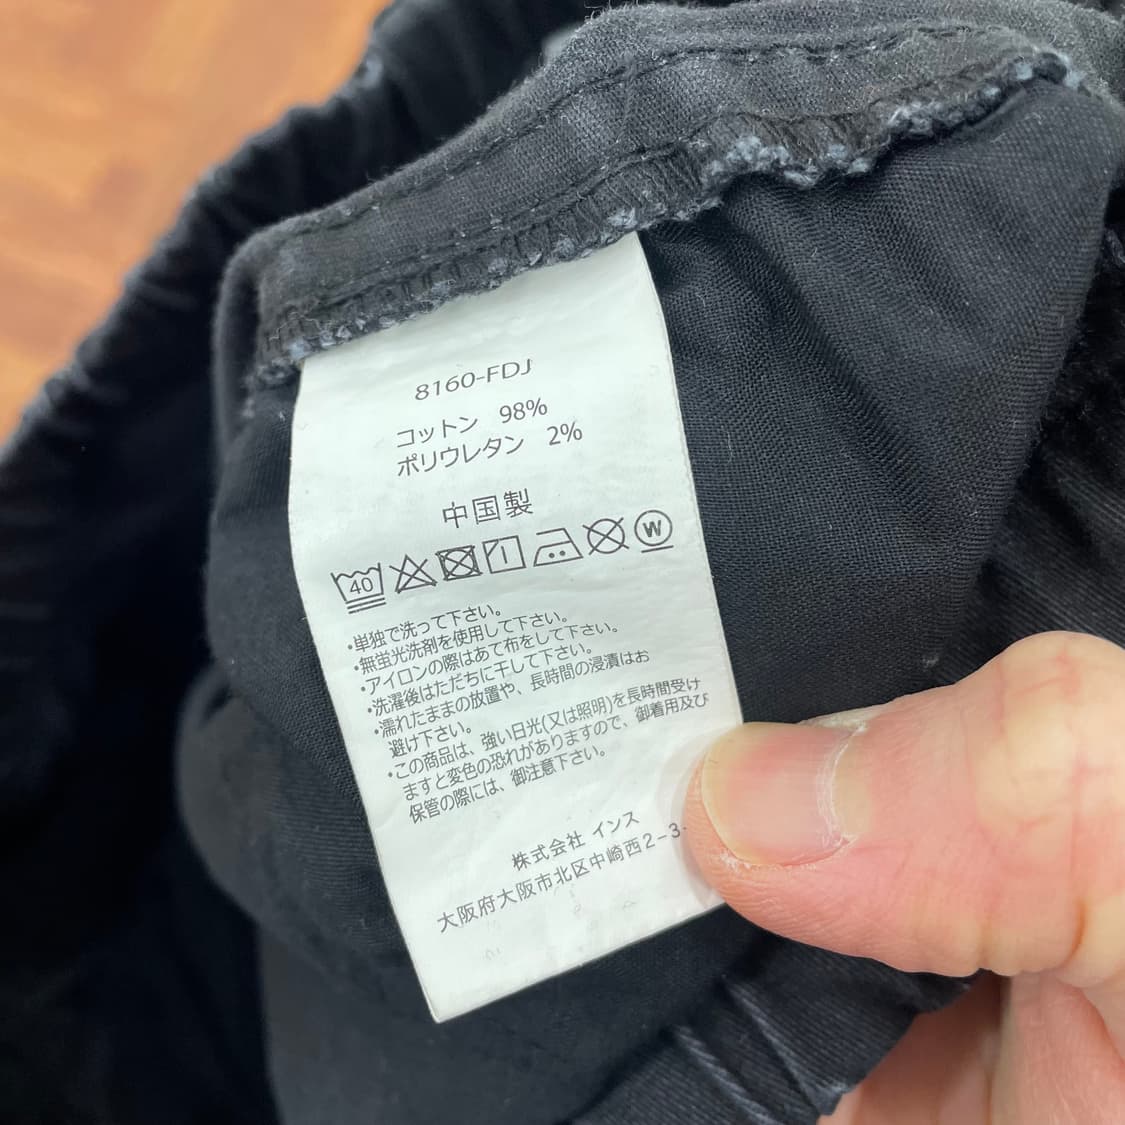 8160-FDJ
コットン 98%
ポリウレタン 2%
中国製
40 W
・単独で洗って下さい。
・無蛍光洗剤を使用して下さい。
・アイロンの際はあて布をして下さい。
・洗濯後はただちに干して下さい。
・濡れたままの放置や、長時間の浸漬はお
避け下さい。
・この商品は、強い日光(又は照明)を長時間受け
ますと変色の恐れがありますので、御着用及び
保管の際には、御注意下さい。
株式会社 インス
大阪府大阪市北区中崎西2-3-